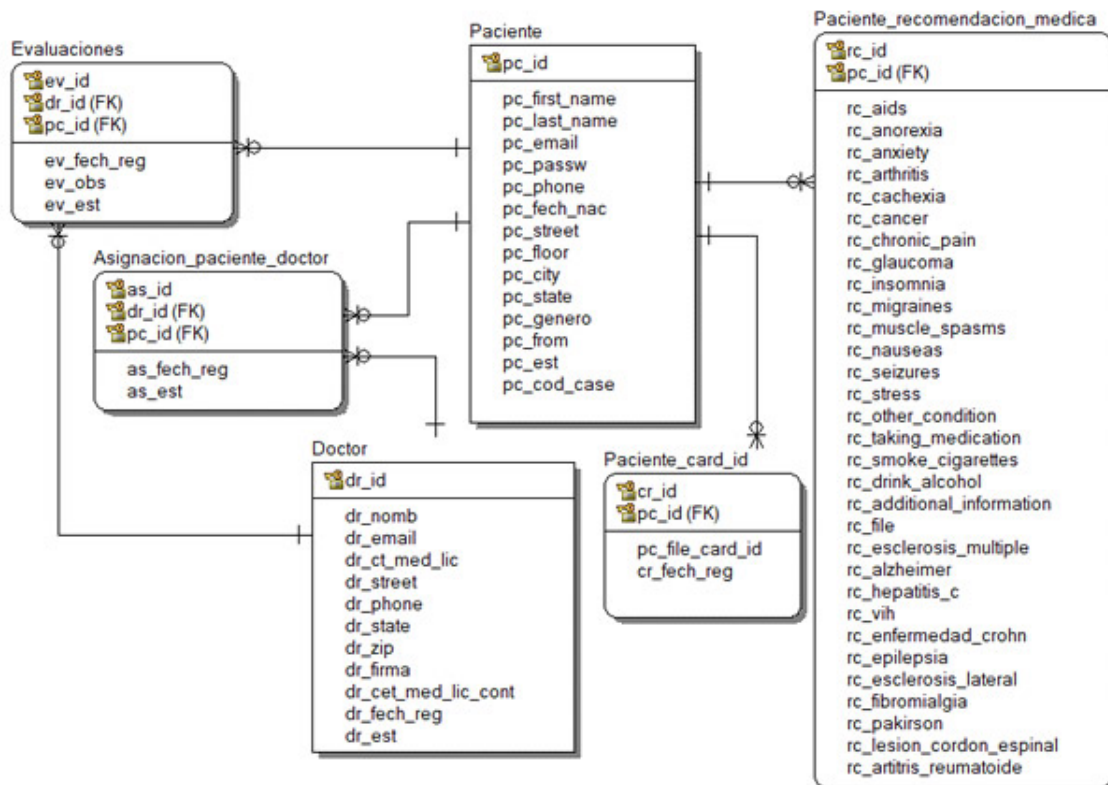 Evaluaciones
ev_id
dr_id (FK)
pc_id (FK)
ev_fech_reg
ev_obs
ev_est
Asignacion_paciente_doctor
as_id
dr_id (FK)
pc_id (FK)
as_fech_reg
as_est
Paciente
pc_id
pc_first_name
pc_last_name
pc_email
pc_passw
pc_phone
pc_fech_nac
pc_street
pc_floor
pc_city
pc_state
pc_genero
pc_from
pc_est
pc_cod_case
Doctor
dr_id
dr_nomb
dr_email
dr_ct_med_lic
dr_street
dr_phone
dr_state
dr_zip
dr_firma
dr_cet_med_lic_cont
dr_fech_reg
dr_est
Paciente_card_id
cr_id
pc_id (FK)
pc_file_card_id
cr_fech_reg
Paciente_recomendacion_medica
rc_id
pc_id (FK)
rc_aids
rc_anorexia
rc_anxiety
rc_arthritis
rc_cachexia
rc_cancer
rc_chronic_pain
rc_glaucoma
rc_insomnia
rc_migraines
rc_muscle_spasms
rc_nauseas
rc_seizures
rc_stress
rc_other_condition
rc_taking_medication
rc_smoke_cigarettes
rc_drink_alcohol
rc_additional_information
rc_file
rc_esclerosis_multiple
rc_alzheimer
rc_hepatitis_c
rc_vih
rc_enfermedad_crohn
rc_epilepsia
rc_esclerosis_lateral
rc_fibromialgia
rc_pakirson
rc_lesion_cordon_espinal
rc_artitris_reumatoide